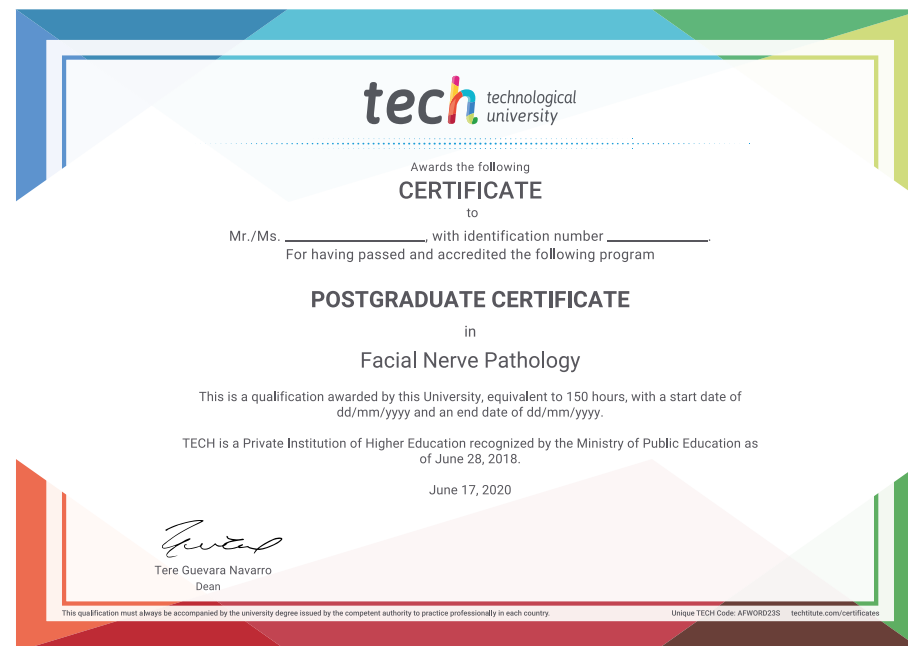 tech technological
university
Awards the following
CERTIFICATE
to
Mr./Ms. ____________________, with identification number ______________.
For having passed and accredited the following program
POSTGRADUATE CERTIFICATE
in
Facial Nerve Pathology
This is a qualification awarded by this University, equivalent to 150 hours, with a start date of
dd/mm/yyyy and an end date of dd/mm/yyyy.
TECH is a Private Institution of Higher Education recognized by the Ministry of Public Education as
of June 28, 2018.
June 17, 2020
Tere Guevara Navarro
Dean
This qualification must always be accompanied by the university degree issued by the competent authority to practice professionally in each country.
Unique TECH Code: AFWORD23S techtitute.com/certificates